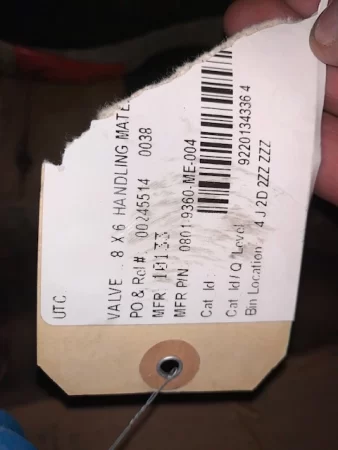 UTC
VALVE . 8 X 6 HANDLING MATE
PO & Rel # 00245514 0038
MFR 10133
MFR P/N 0801-9360-ME-004
Cat Id
Cat Id / Q Level 9220134336 4
Bin Location 4 J 2D 2ZZ ZZZ